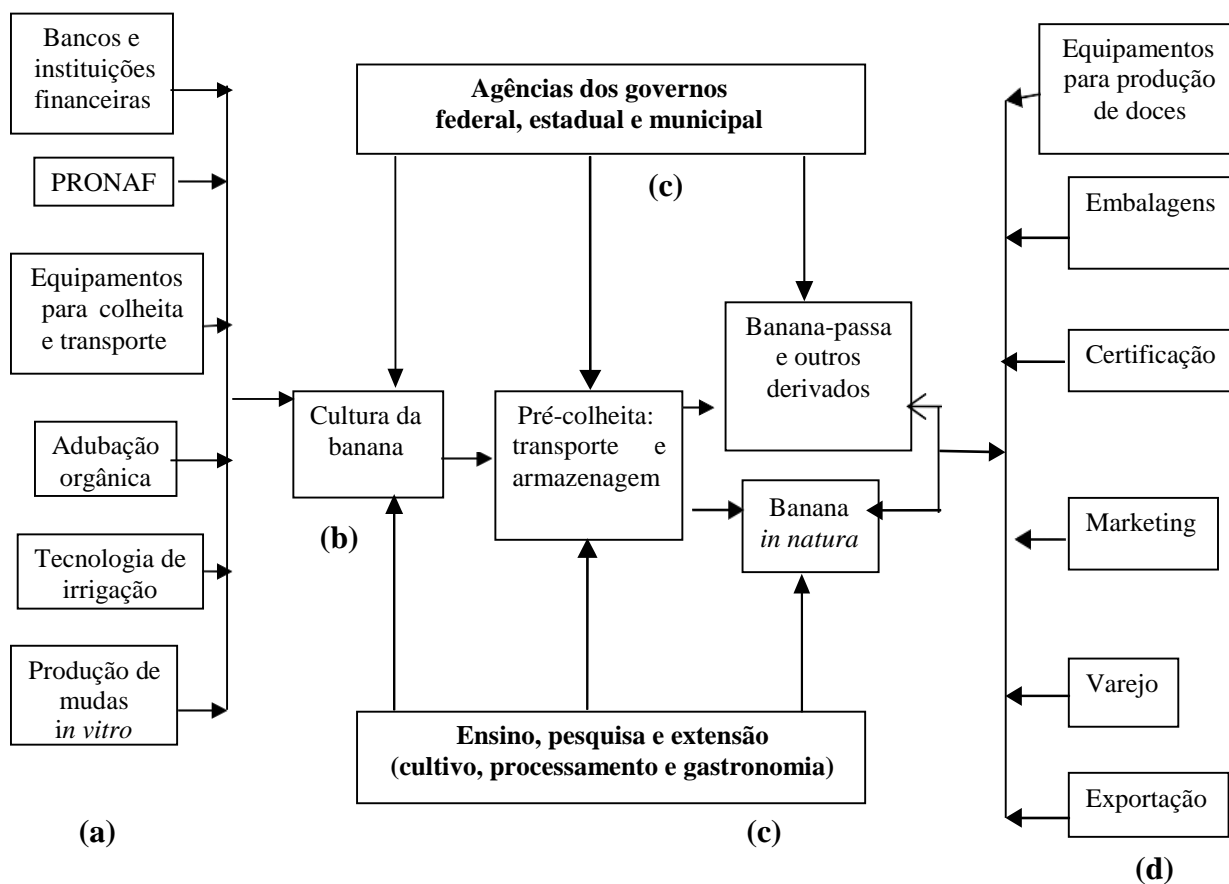 Bancos e
instituições
financeiras
PRONAF
Equipamentos
para colheita
e transporte
Adubação
orgânica
Tecnologia de
irrigação
Produção de
mudas
in vitro
(a)
Agências dos governos
federal, estadual e municipal
(c)
Cultura da
banana
(b)
Pré-colheita:
transporte e
armazenagem
Banana-passa
e outros
derivados
Banana
in natura
Ensino, pesquisa e extensão
(cultivo, processamento e gastronomia)
(c)
Equipamentos
para produção
de doces
Embalagens
Certificação
Marketing
Varejo
Exportação
(d)